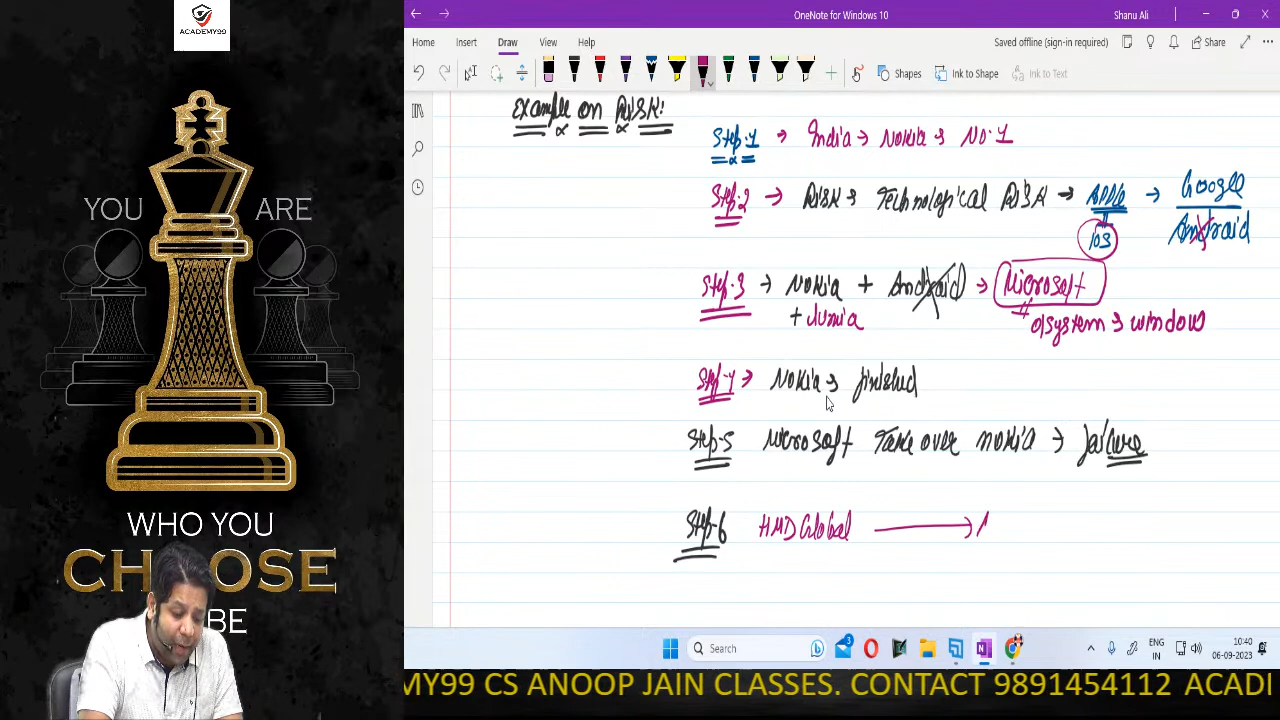 ACADEMY99
YOU ARE
WHO YOU
CHOOSE
BE
OneNote for Windows 10
Shanu Ali
Home Insert Draw View Help
Saved offline (sign-in required)
Share
Shapes
Ink to Shape
Ink to Text
Example on RISK:
Step-1 → India → Nokia → No-1
Step-2 → RISK → Technological RISK → Apple → Google
ios Android
Step-3 → Nokia + Android → Microsoft
+ Lumia
o/system → window
Step-4 → Nokia → finished
Step-5 Microsoft Take over nokia → failure
Step-6 HMD Global →
Search
3
ENG
IN
10:40
06-09-2023
MY99 CS ANOOP JAIN CLASSES. CONTACT 9891454112 ACADI